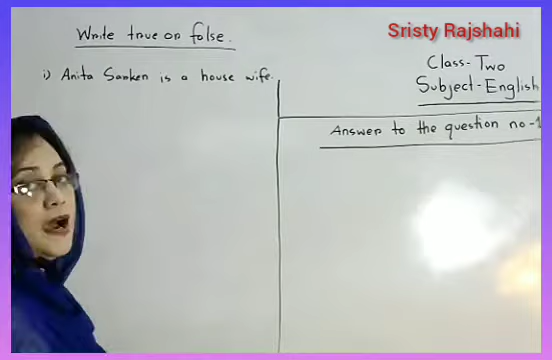 Write true or false.
i) Anita Sarker is a house wife.
Sristy Rajshahi
Class-Two
Subject-English
Answer to the question no-1